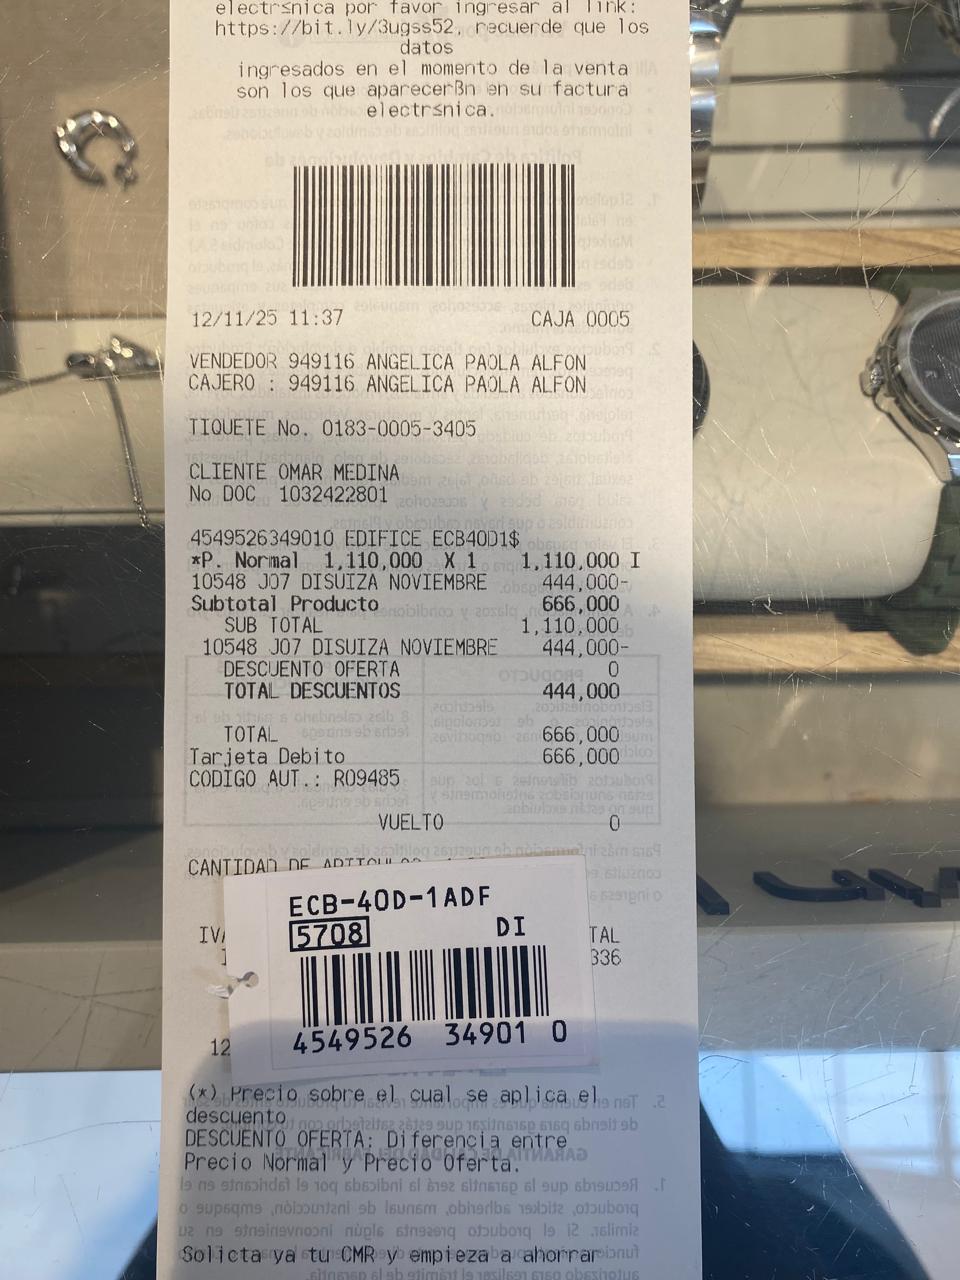 electr≤nica por favor ingresar al link:
https://bit.ly/3ugss52, recuerde que los
datos
ingresados en el momento de la venta
son los que aparecerßn en su factura
electr≤nica.
12/11/25 11:37 CAJA 0005
VENDEDOR 949116 ANGELICA PAOLA ALFON
CAJERO : 949116 ANGELICA PAOLA ALFON
TIQUETE No. 0183-0005-3405
CLIENTE OMAR MEDINA
No DOC 1032422801
4549526349010 EDIFICE ECB40D1$
*P. Normal 1,110,000 X 1 1,110,000 I
10548 J07 DISUIZA NOVIEMBRE 444,000-
Subtotal Producto 666,000
SUB TOTAL 1,110,000
10548 J07 DISUIZA NOVIEMBRE 444,000-
DESCUENTO OFERTA 0
TOTAL DESCUENTOS 444,000
TOTAL 666,000
Tarjeta Debito 666,000
CODIGO AUT.: R09485
VUELTO 0
CANTIDAD DE
ECB-40D-1ADF
5708 DI
4549526 34901 0
(*) Precio sobre el cual se aplica el
descuento
DESCUENTO OFERTA: Diferencia entre
Precio Normal y Precio Oferta.
Solicta ya tu CMR y empieza a ahorrar